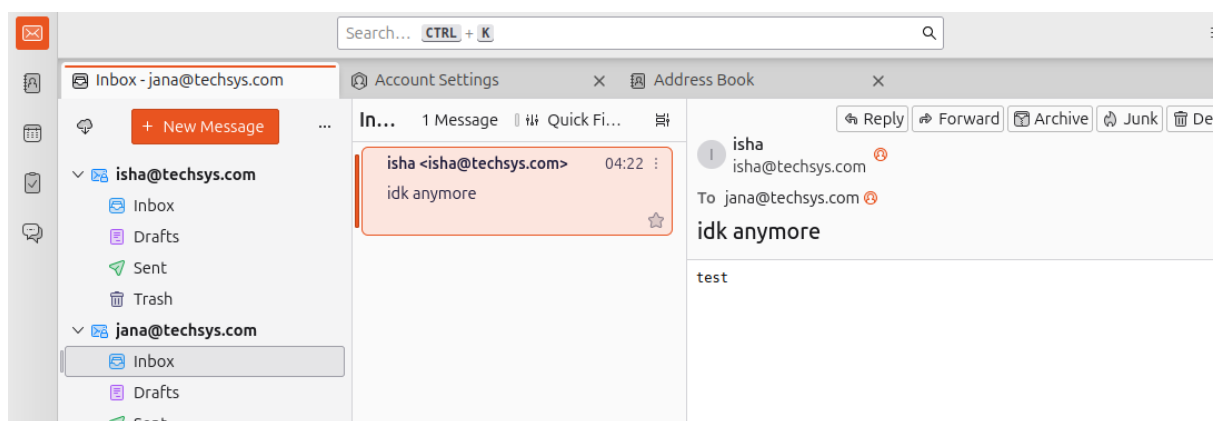 Search... CTRL + K
Inbox - jana@techsys.com
Account Settings
Address Book
+ New Message
isha@techsys.com
Inbox
Drafts
Sent
Trash
jana@techsys.com
Inbox
Drafts
In... 1 Message Quick Fi...
isha <isha@techsys.com> 04:22
idk anymore
Reply Forward Archive Junk De
I
isha
isha@techsys.com
To jana@techsys.com
idk anymore
test